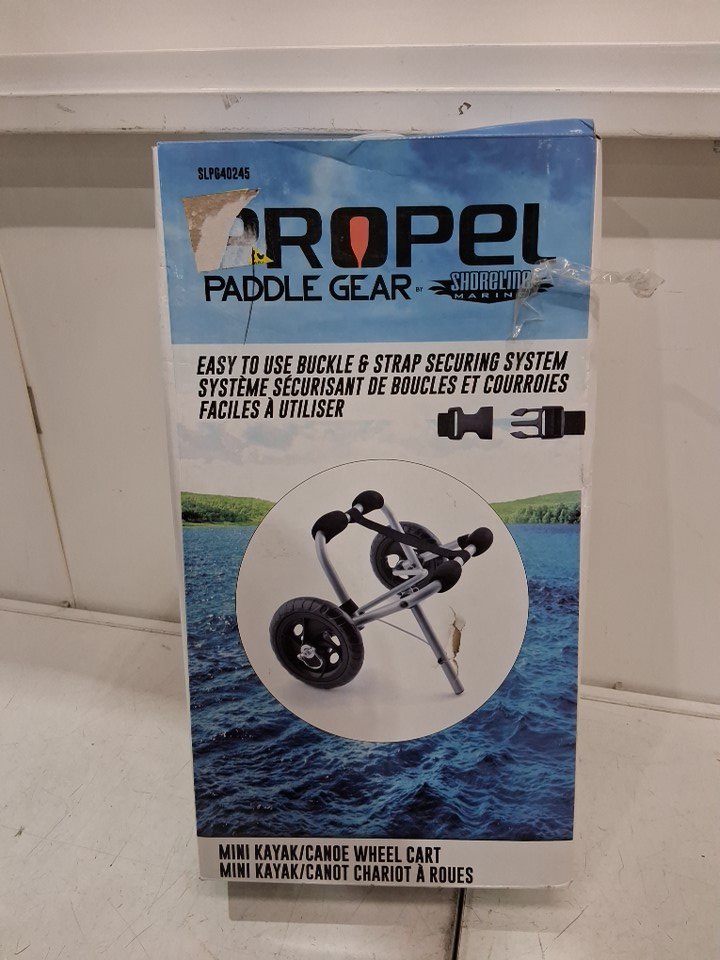 SLPG40245
PROPEL
PADDLE GEAR BY SHORELINE MARINE
EASY TO USE BUCKLE & STRAP SECURING SYSTEM
SYSTÈME SÉCURISANT DE BOUCLES ET COURROIES
FACILES À UTILISER
MINI KAYAK/CANOE WHEEL CART
MINI KAYAK/CANOT CHARIOT À ROUES